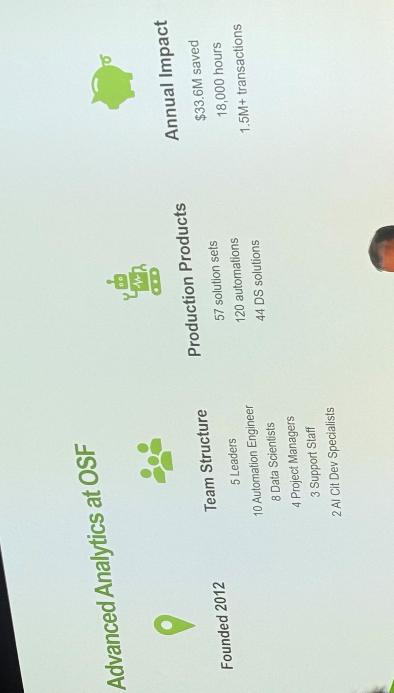 Advanced Analytics at OSF
Founded 2012
Team Structure
5 Leaders
10 Automation Engineer
8 Data Scientists
4 Project Managers
3 Support Staff
2 AI Cit Dev Specialists
Production Products
57 solution sets
120 automations
44 DS solutions
Annual Impact
$33.6M saved
18,000 hours
1.5M+ transactions